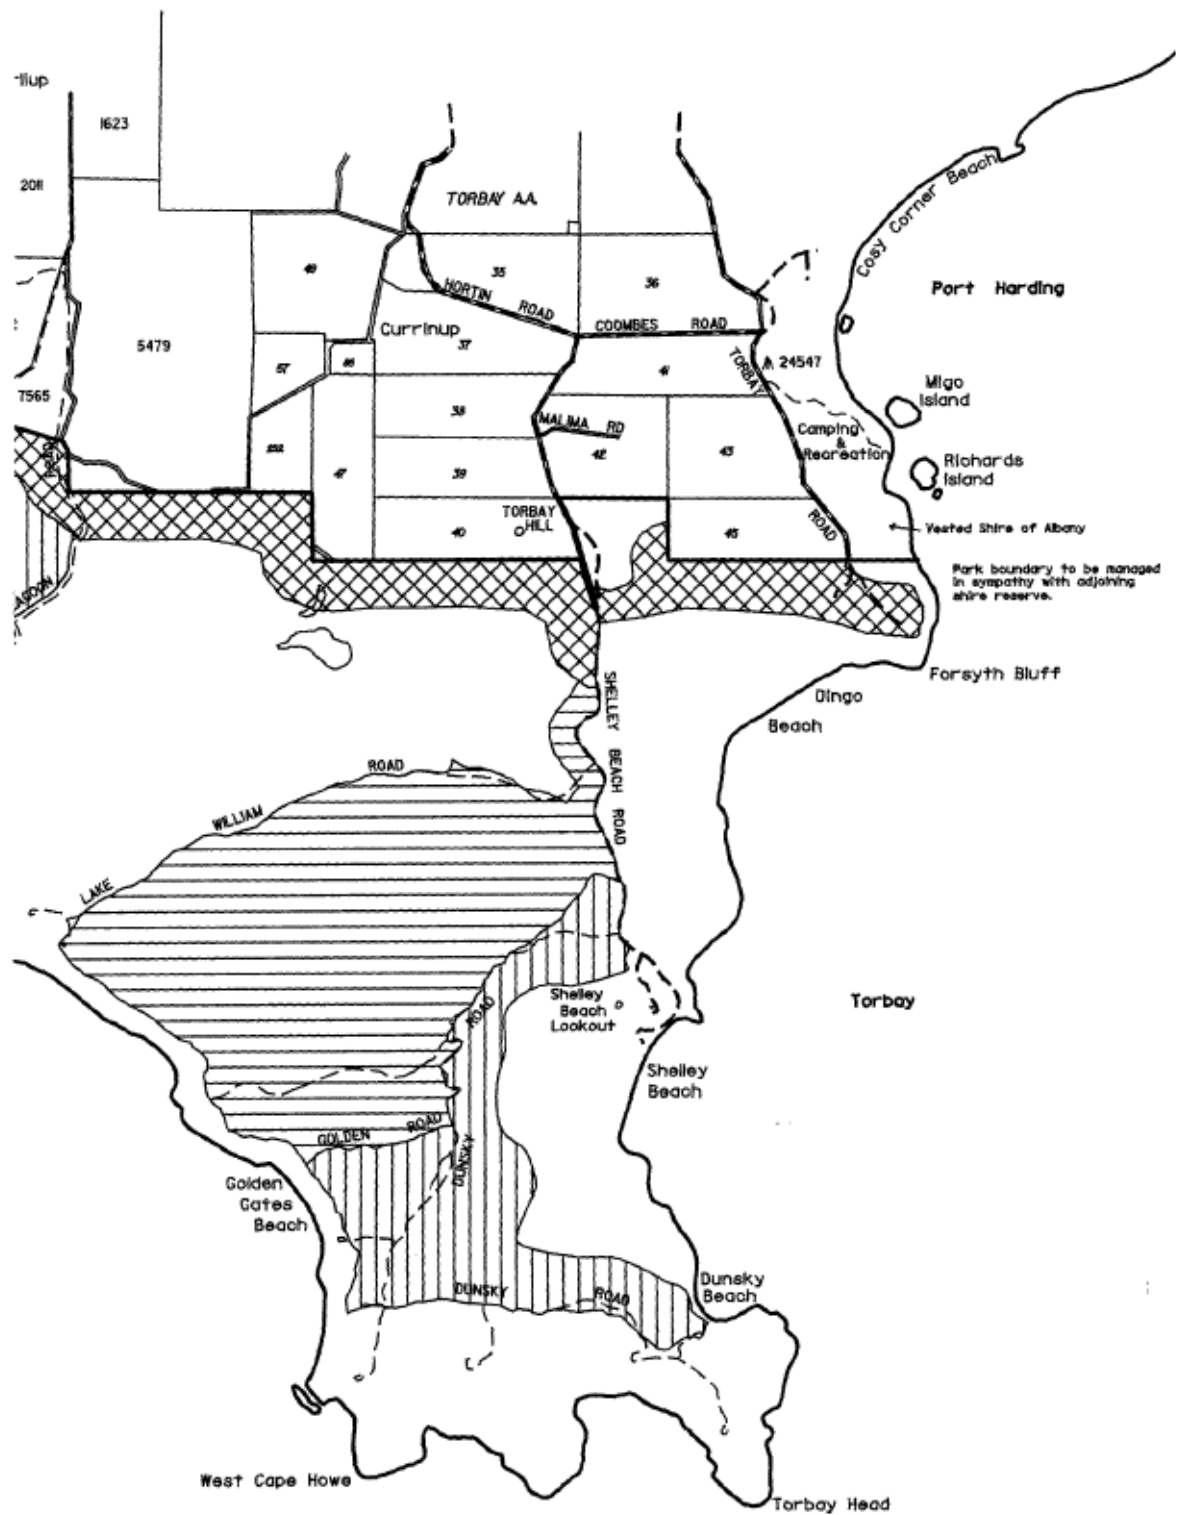 1623
2011
TORBAY A.A.
Cosy Corner Beach
49
35
36
HORTIN ROAD
Port Harding
COOMBES ROAD
5479
Currinup
37
57
TORBAY
24547
41
7565
Migo
Island
38
MALIMA RD
Camping
&
Recreation
42
43
39
47
Richards
Island
ROAD
TORBAY
HILL
40
45
ROAD
Vested Shire of Albany
Park boundary to be managed
in sympathy with adjoining
shire reserve.
Forsyth Bluff
Dingo
Beach
SHELLEY BEACH ROAD
LAKE WILLIAM ROAD
Shelley
Beach
Lookout
Torbay
ROAD
Shelley
Beach
GOLDEN ROAD
DUNSKY
Golden
Gates
Beach
Dunsky
Beach
DUNSKY ROAD
West Cape Howe
Torbay Head